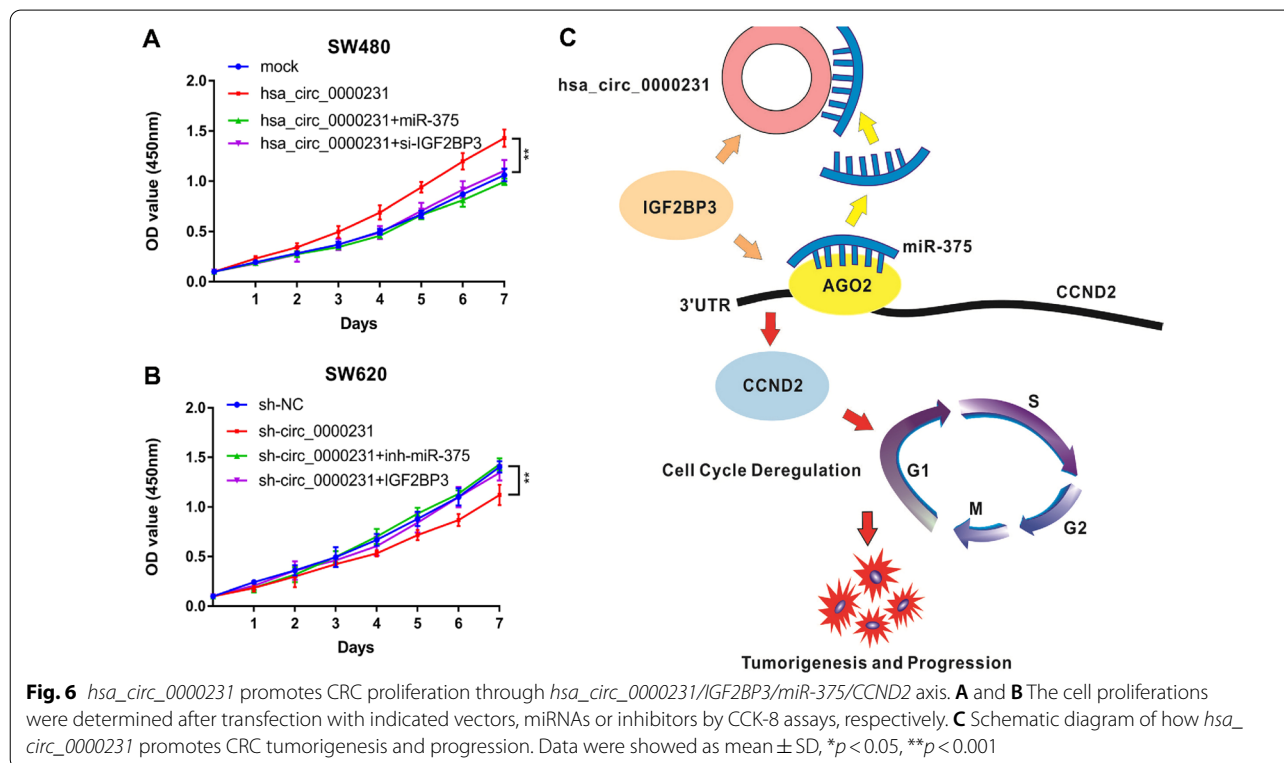 A
SW480
mock
hsa_circ_0000231
hsa_circ_0000231+miR-375
hsa_circ_0000231+si-IGF2BP3
OD value (450nm)
2.0
1.5
1.0
0.5
0.0
1 2 3 4 5 6 7
Days
**
B
SW620
sh-NC
sh-circ_0000231
sh-circ_0000231+inh-miR-375
sh-circ_0000231+IGF2BP3
OD value (450nm)
2.0
1.5
1.0
0.5
0.0
1 2 3 4 5 6 7
Days
**
C
hsa_circ_0000231
IGF2BP3
miR-375
AGO2
3'UTR
CCND2
CCND2
S
Cell Cycle Deregulation
G1
M
G2
Tumorigenesis and Progression
Fig. 6 hsa_circ_0000231 promotes CRC proliferation through hsa_circ_0000231/IGF2BP3/miR-375/CCND2 axis. A and B The cell proliferations
were determined after transfection with indicated vectors, miRNAs or inhibitors by CCK-8 assays, respectively. C Schematic diagram of how hsa_
circ_0000231 promotes CRC tumorigenesis and progression. Data were showed as mean ± SD, *p < 0.05, **p < 0.001